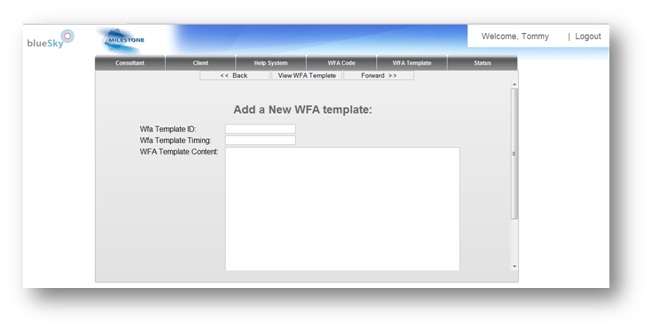 blueSky
MILESTONE
Welcome, Tommy | Logout
Consultant Client Help System WFA Code WFA Template Status
<< Back View WFA Templete Forward >>
Add a New WFA template:
Wfa Template ID:
Wfa Template Timing:
WFA Template Content: